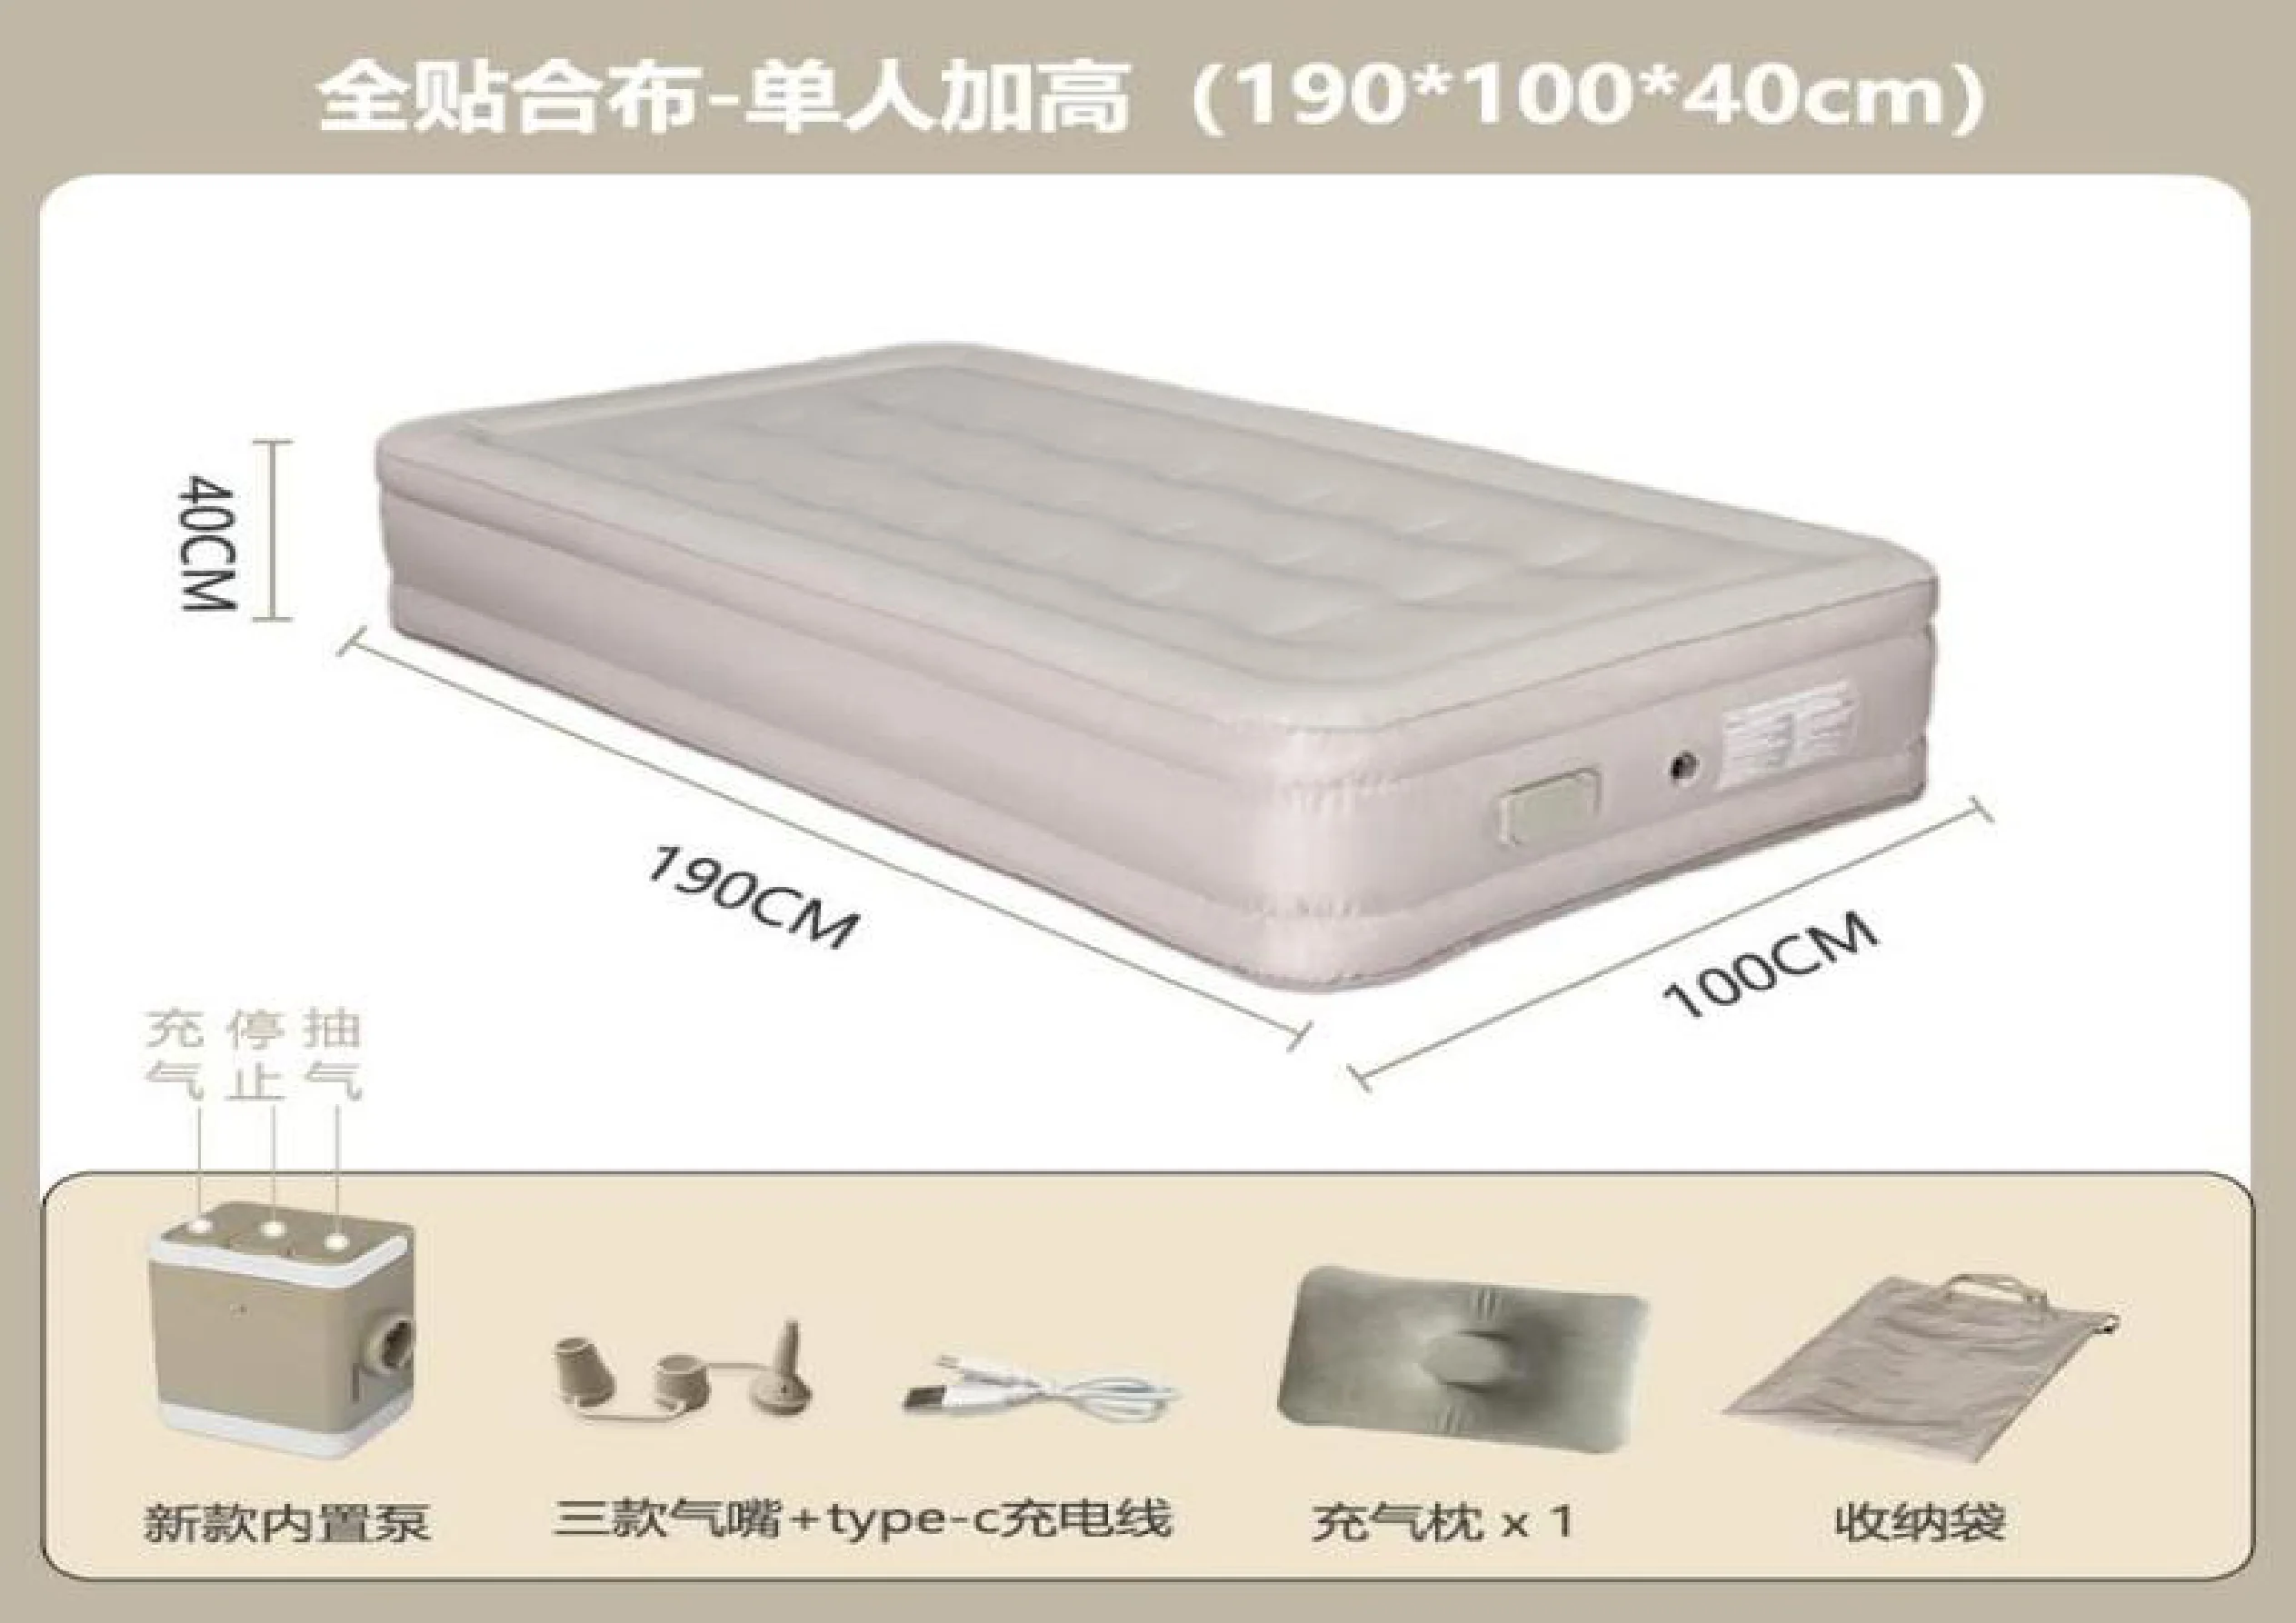 全贴合布-单人加高（190*100*40cm）
40CM
190CM
100CM
充气 停止 抽气
新款内置泵
三款气嘴+type-c充电线
充气枕 x 1
收纳袋